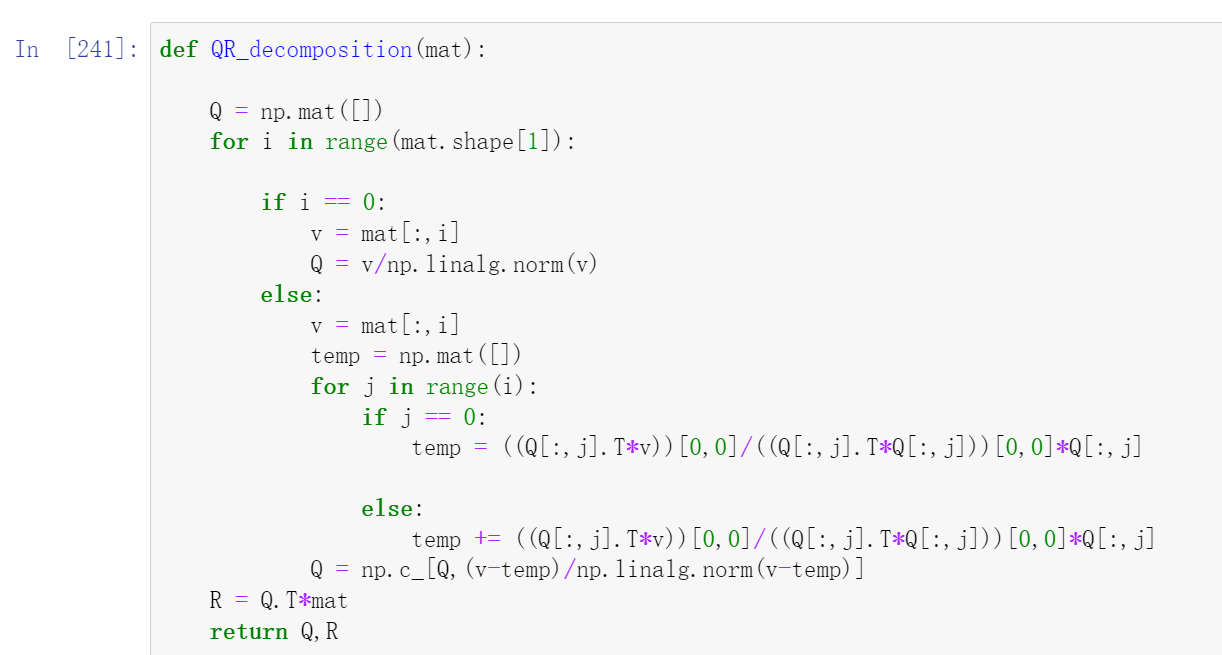 In [241]: def QR_decomposition(mat):
Q = np.mat([])
for i in range(mat.shape[1]):
if i == 0:
v = mat[:,i]
Q = v/np.linalg.norm(v)
else:
v = mat[:,i]
temp = np.mat([])
for j in range(i):
if j == 0:
temp = ((Q[:,j].T*v))[0,0]/((Q[:,j].T*Q[:,j]))[0,0]*Q[:,j]
else:
temp += ((Q[:,j].T*v))[0,0]/((Q[:,j].T*Q[:,j]))[0,0]*Q[:,j]
Q = np.c_[Q,(v-temp)/np.linalg.norm(v-temp)]
R = Q.T*mat
return Q,R